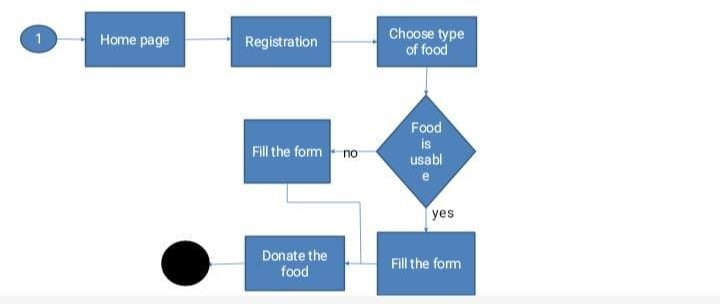 1
Home page
Registration
Choose type
of food
Food
is
usabl
e
no
Fill the form
yes
Donate the
food
Fill the form